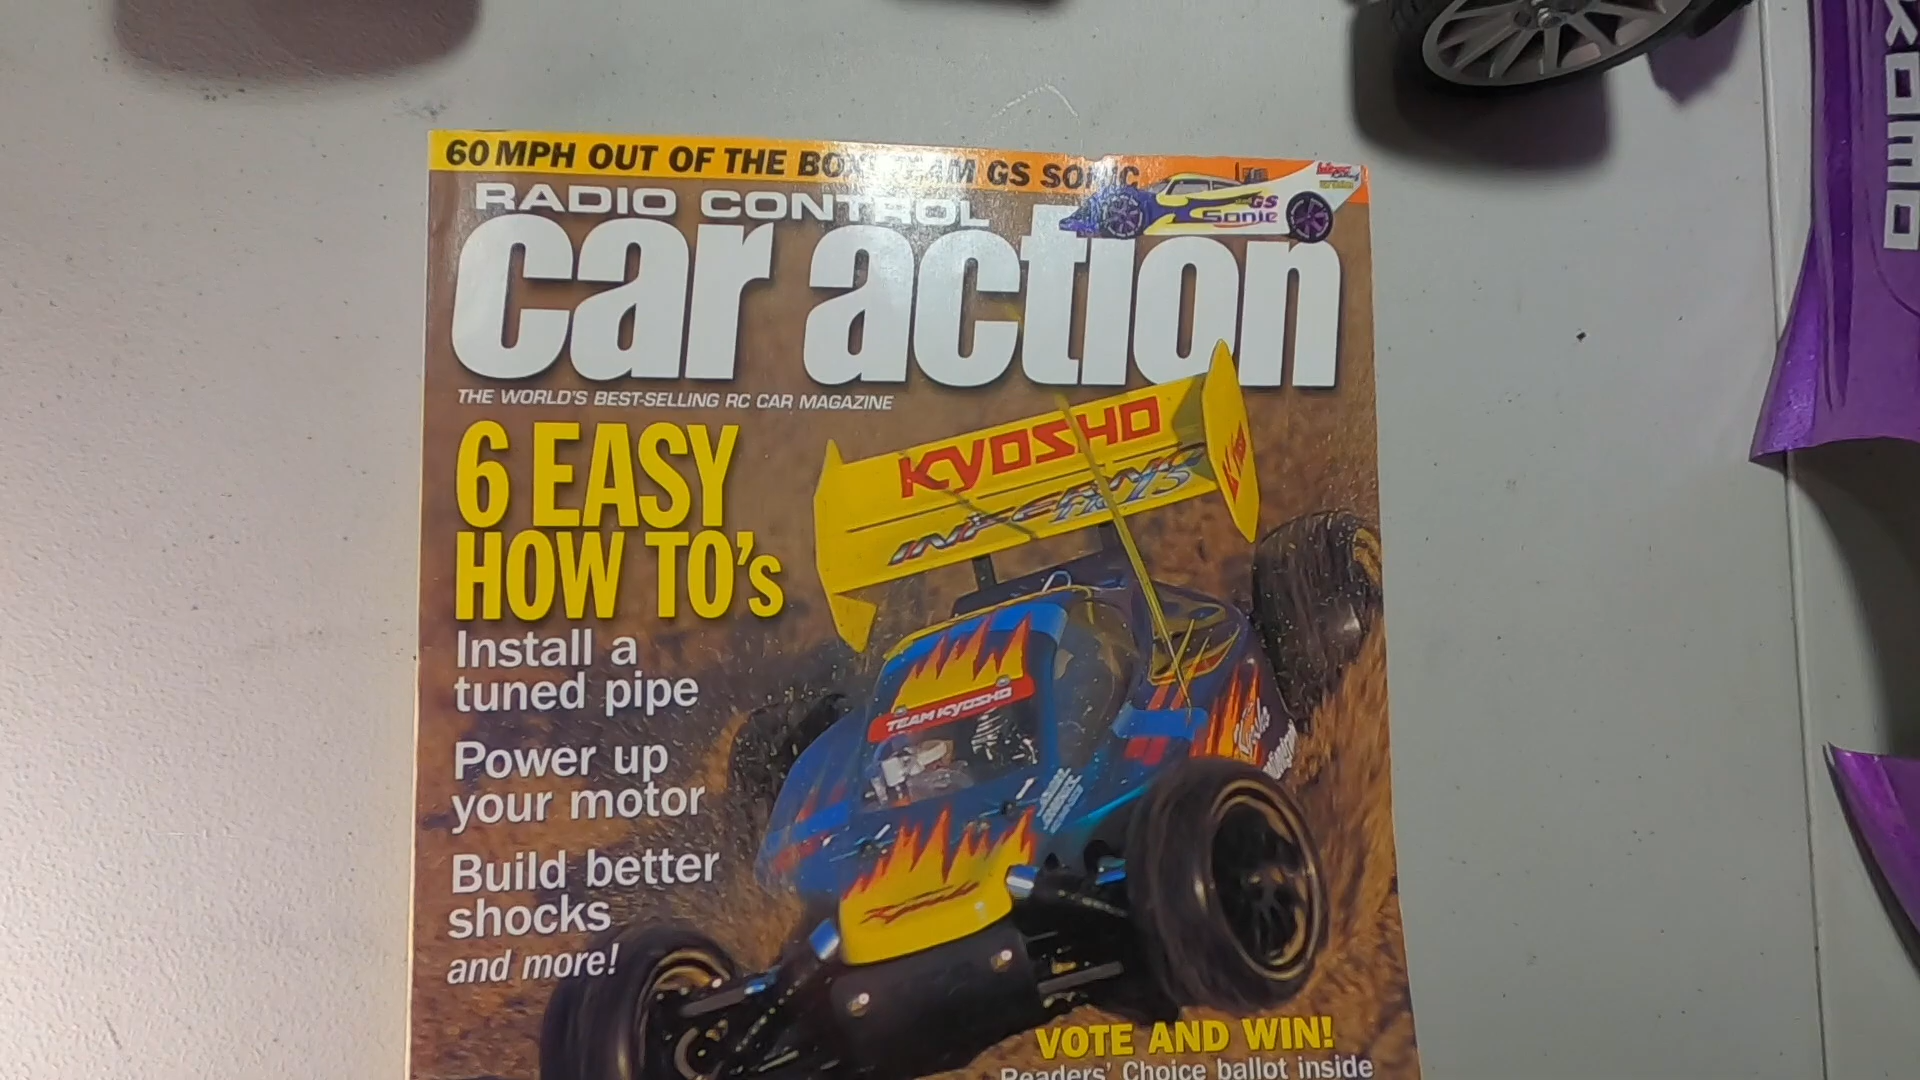 60 MPH OUT OF THE BOX! TEAM GS SONIC
RADIO CONTROL
car action
GS
Sonic
THE WORLD'S BEST-SELLING RC CAR MAGAZINE
6 EASY
HOW TO's
Install a
tuned pipe
Power up
your motor
Build better
shocks
and more!
KYOSHO
INFERNO
TEAM KYOSHO
VOTE AND WIN!
Readers' Choice ballot inside
XOMO